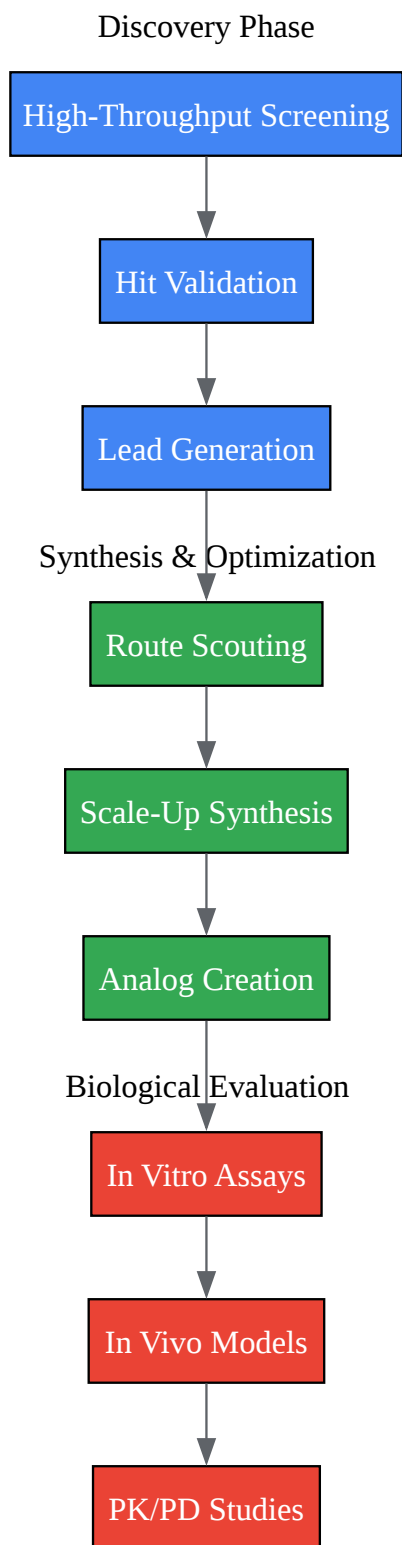 Discovery Phase
High-Throughput Screening
Hit Validation
Lead Generation
Synthesis & Optimization
Route Scouting
Scale-Up Synthesis
Analog Creation
Biological Evaluation
In Vitro Assays
In Vivo Models
PK/PD Studies